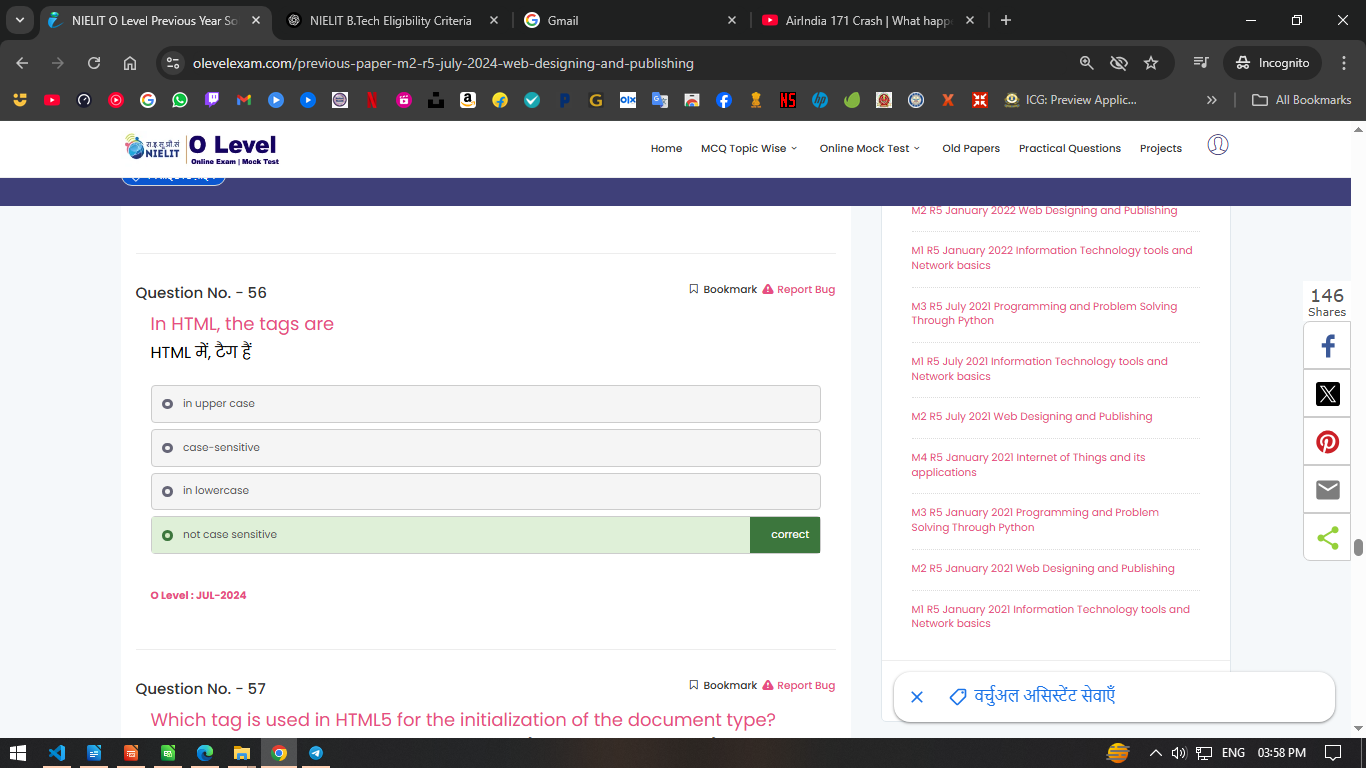 NIELIT O Level Previous Year So
NIELIT B.Tech Eligibility Criteria
Gmail
AirIndia 171 Crash | What happe
olevelexam.com/previous-paper-m2-r5-july-2024-web-designing-and-publishing
Incognito
ICG: Preview Applic...
All Bookmarks
रा.इ.सू.प्रौ.सं
NIELIT
O Level
Online Exam | Mock Test
Home
MCQ Topic Wise
Online Mock Test
Old Papers
Practical Questions
Projects
Question No. - 56
Bookmark
Report Bug
In HTML, the tags are
HTML में, टैग हैं
in upper case
case-sensitive
in lowercase
not case sensitive
correct
O Level : JUL-2024
Question No. - 57
Bookmark
Report Bug
Which tag is used in HTML5 for the initialization of the document type?
M2 R5 January 2022 Web Designing and Publishing
M1 R5 January 2022 Information Technology tools and
Network basics
M3 R5 July 2021 Programming and Problem Solving
Through Python
M1 R5 July 2021 Information Technology tools and
Network basics
M2 R5 July 2021 Web Designing and Publishing
M4 R5 January 2021 Internet of Things and its
applications
M3 R5 January 2021 Programming and Problem
Solving Through Python
M2 R5 January 2021 Web Designing and Publishing
M1 R5 January 2021 Information Technology tools and
Network basics
146
Shares
वर्चुअल असिस्टेंट सेवाएँ
ENG
03:58 PM